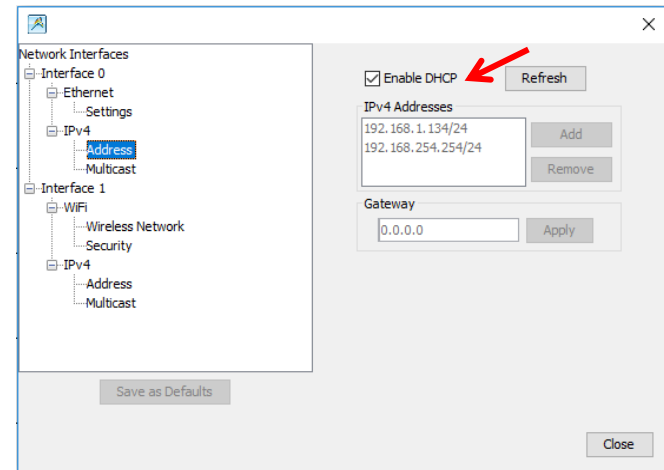 Network Interfaces
Interface 0
Ethernet
Settings
IPv4
Address
Multicast
Interface 1
WiFi
Wireless Network
Security
IPv4
Address
Multicast
Save as Defaults
Enable DHCP
Refresh
IPv4 Addresses
192.168.1.134/24
192.168.254.254/24
Add
Remove
Gateway
0.0.0.0
Apply
Close